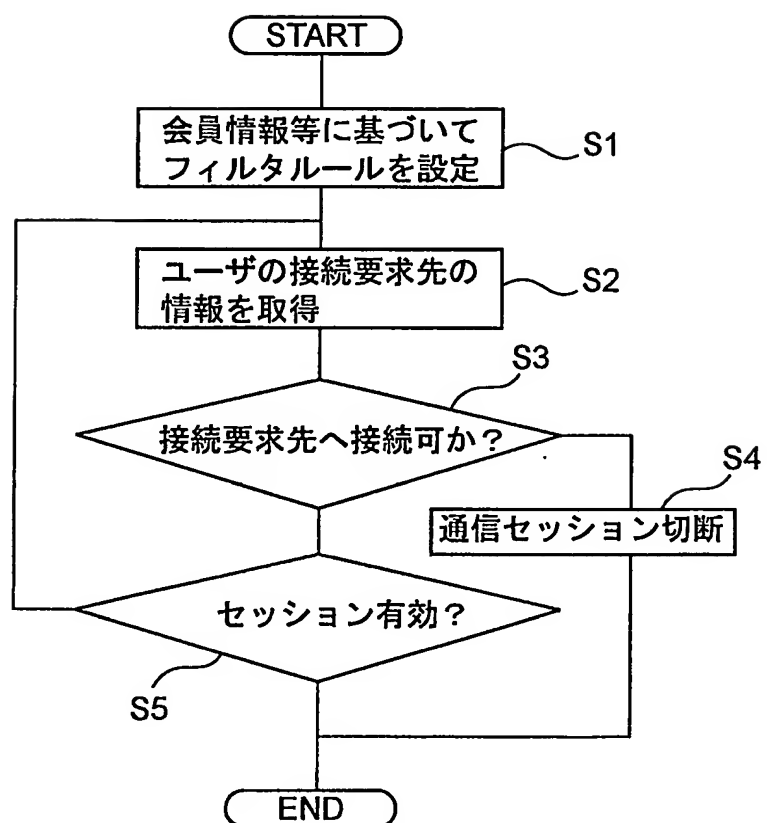 START
会員情報等に基づいて
フィルタルールを設定
S1
ユーザの接続要求先の
情報を取得
S2
S3
接続要求先へ接続可か？
S4
通信セッション切断
セッション有効？
S5
END